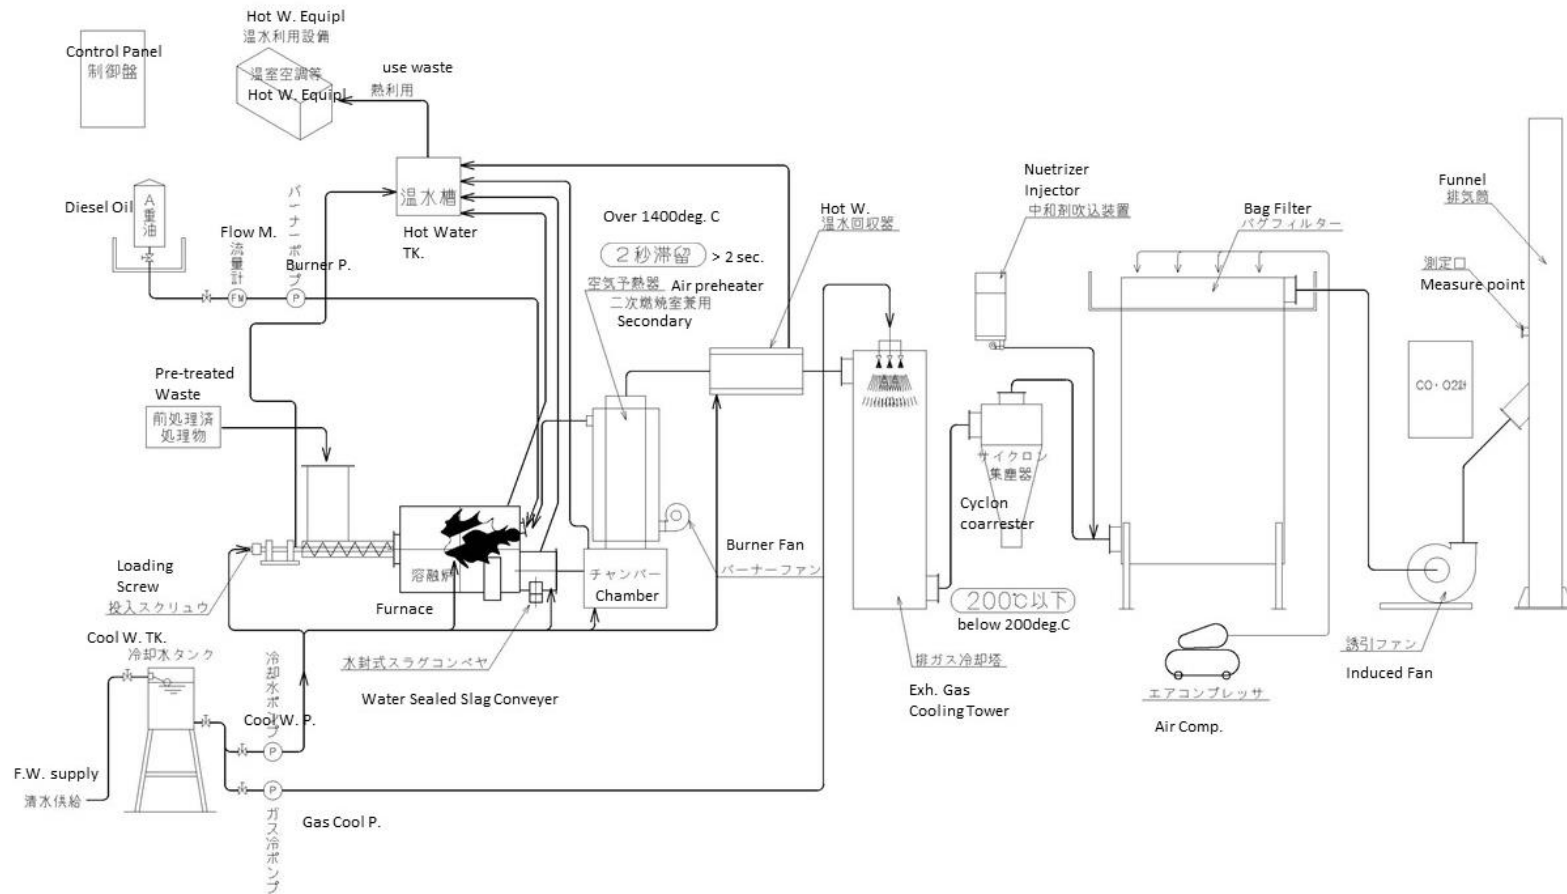 Hot W. Equipl
温水利用設備
Control Panel
制御盤
温室空調等
Hot W. Equipl
use waste
熱利用
Diesel Oil
A重油
Flow M.
流量計
FM
バーナーポンプ
Burner P.
P
温水槽
Hot Water
TK.
Over 1400deg. C
2秒滞留
> 2 sec.
空気予熱器
Air preheater
二次燃焼室兼用
Secondary
Hot W.
温水回収器
Nuetrizer
Injector
中和剤吹込装置
Bag Filter
バグフィルター
Funnel
排気筒
測定口
Measure point
CO・O2計
Pre-treated
Waste
前処理済
処理物
サイクロン
集塵器
Cyclon
coarrester
Loading
Screw
投入スクリュウ
溶融炉
Furnace
チャンバー
Chamber
Burner Fan
バーナーファン
200℃以下
below 200deg.C
Cool W. TK.
冷却水タンク
冷却水ポンプ
Cool W. P.
P
水封式スラグコンベヤ
Water Sealed Slag Conveyer
排ガス冷却塔
Exh. Gas
Cooling Tower
エアコンプレッサ
Air Comp.
誘引ファン
Induced Fan
F.W. supply
清水供給
P
ガス冷ポンプ
Gas Cool P.